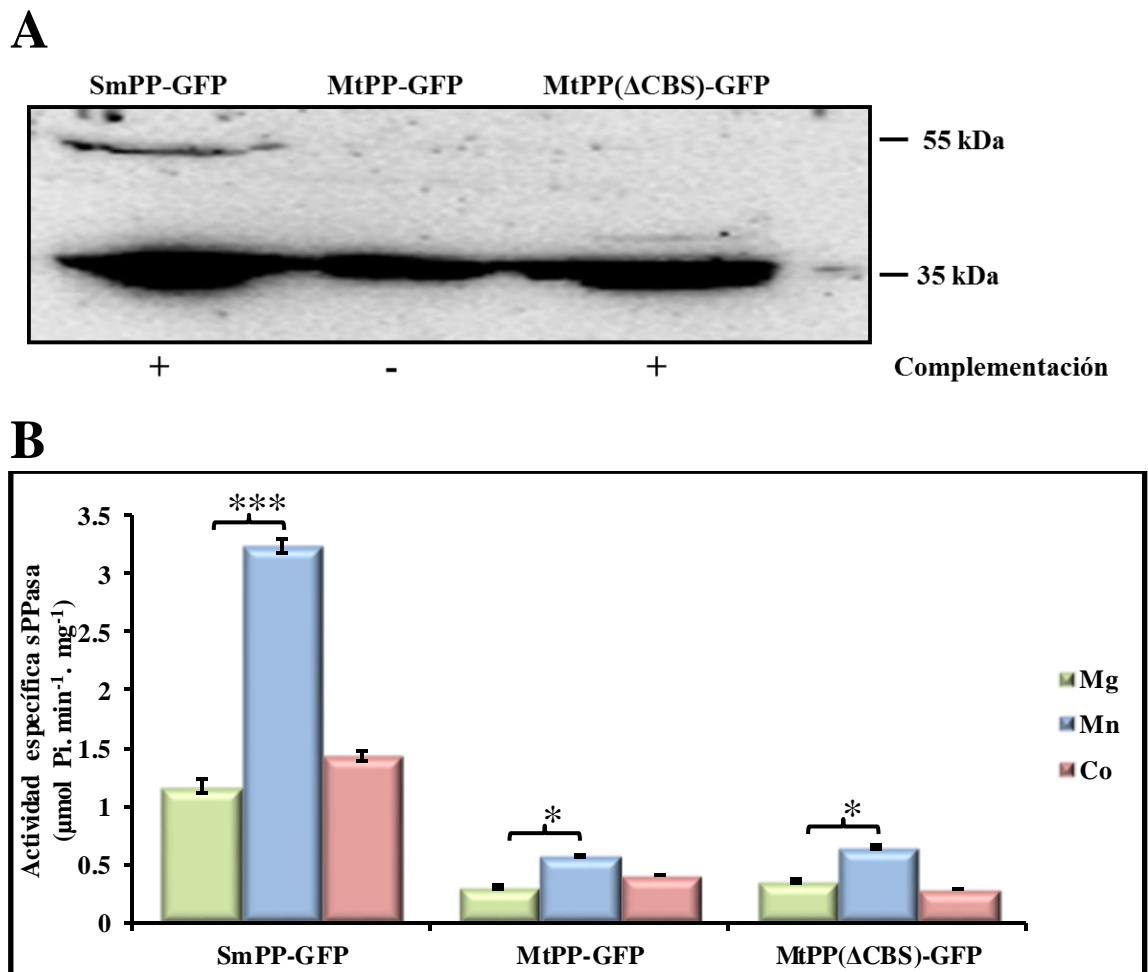 A
SmPP-GFP MtPP-GFP MtPP(ΔCBS)-GFP
55 kDa
35 kDa
+ - + Complementación
B
Actividad específica sPPasa
(µmol Pi. min⁻¹. mg⁻¹)
3.5
3
2.5
2
1.5
1
0.5
0
***
*
*
Mg
Mn
Co
SmPP-GFP MtPP-GFP MtPP(ΔCBS)-GFP